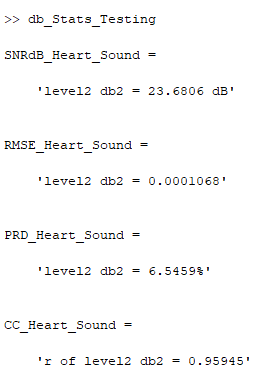 >> db_Stats_Testing
SNRdB_Heart_Sound =
'level2 db2 = 23.6806 dB'
RMSE_Heart_Sound =
'level2 db2 = 0.0001068'
PRD_Heart_Sound =
'level2 db2 = 6.5459%'
CC_Heart_Sound =
'r of level2 db2 = 0.95945'